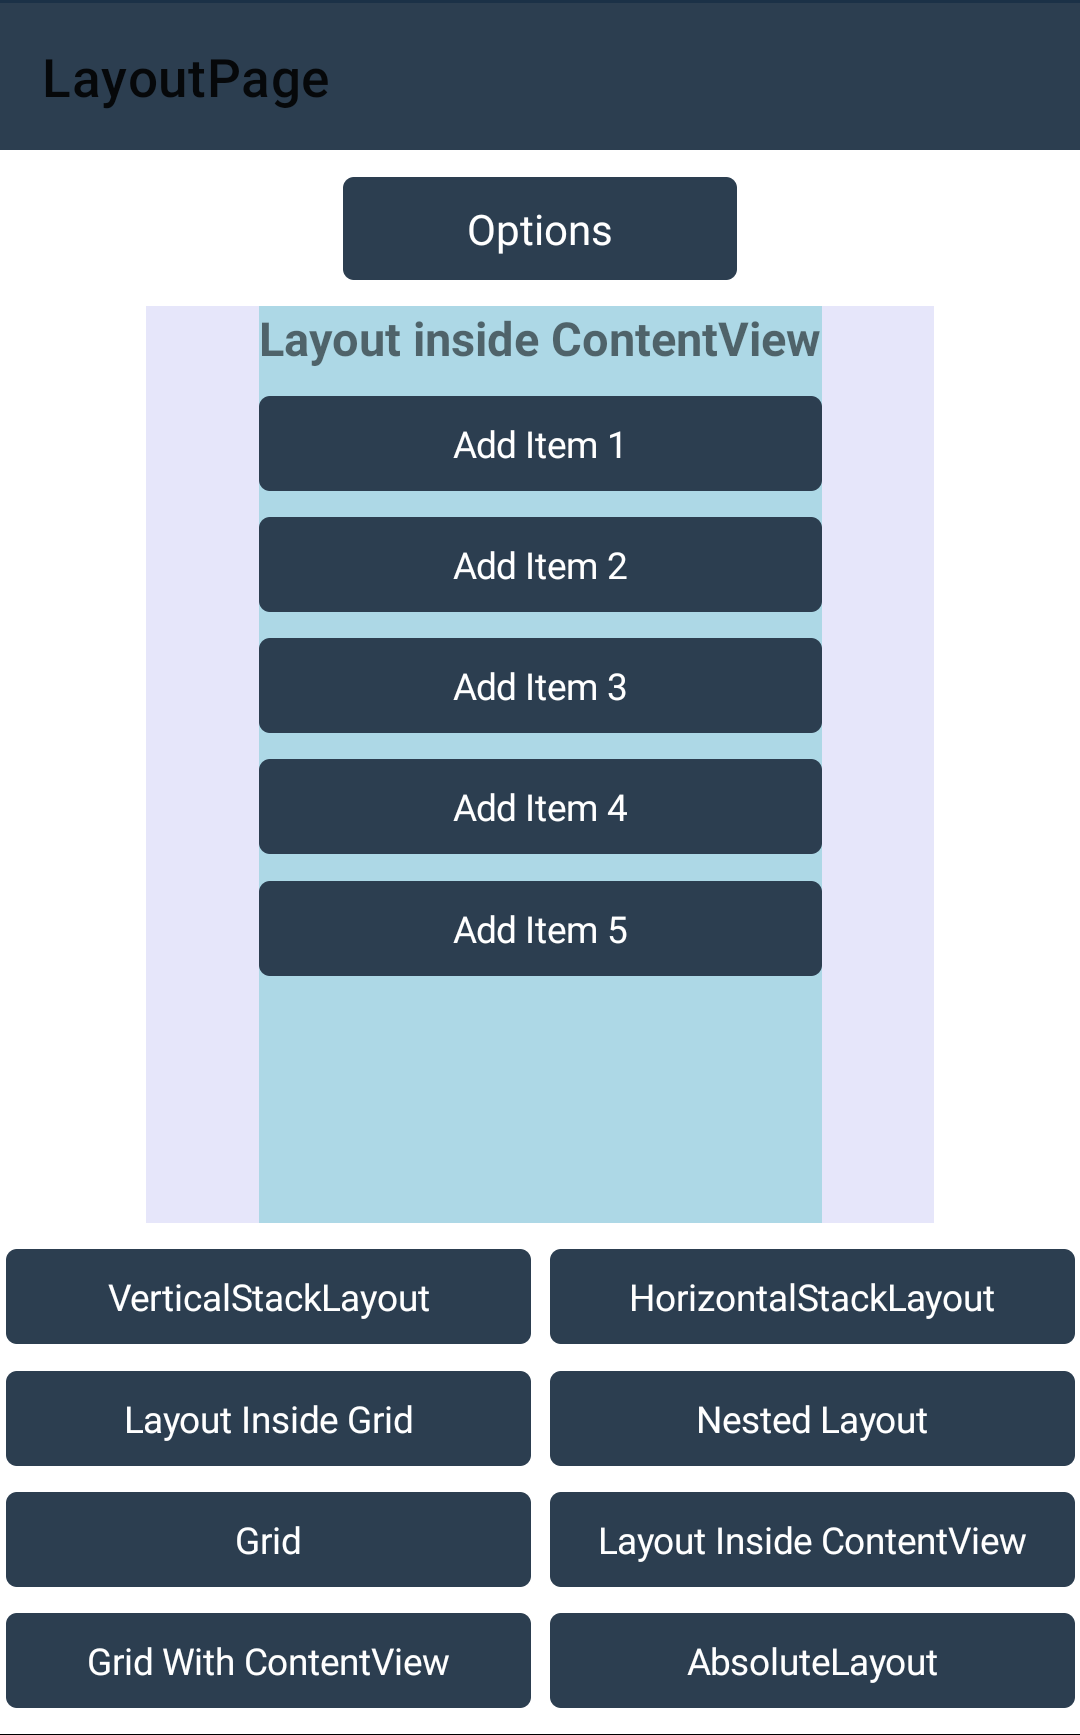 LayoutPage
Options
Layout inside ContentView
Add Item 1
Add Item 2
Add Item 3
Add Item 4
Add Item 5
VerticalStackLayout
HorizontalStackLayout
Layout Inside Grid
Nested Layout
Grid
Layout Inside ContentView
Grid With ContentView
AbsoluteLayout